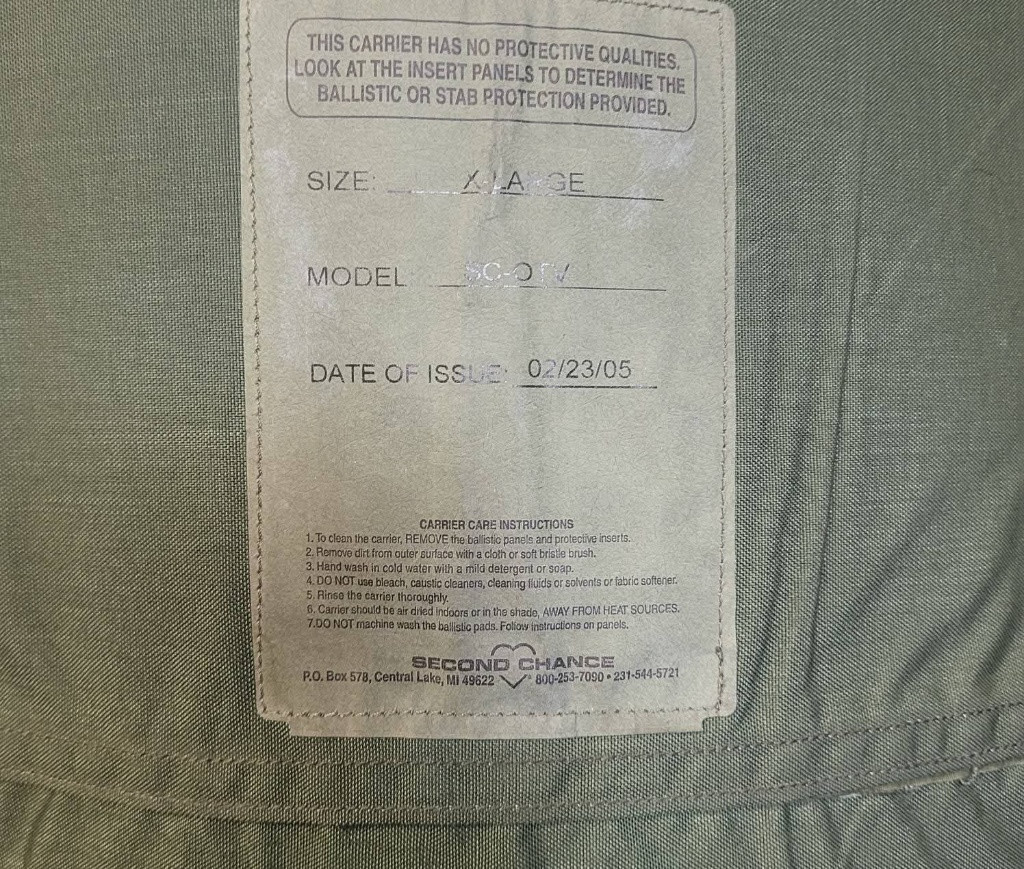 THIS CARRIER HAS NO PROTECTIVE QUALITIES.
LOOK AT THE INSERT PANELS TO DETERMINE THE
BALLISTIC OR STAB PROTECTION PROVIDED.
SIZE: X-LARGE
MODEL SC-OTV
DATE OF ISSUE: 02/23/05
CARRIER CARE INSTRUCTIONS
1. To clean the carrier, REMOVE the ballistic panels and protective inserts.
2. Remove dirt from outer surface with a cloth or soft bristle brush.
3. Hand wash in cold water with a mild detergent or soap.
4. DO NOT use bleach, caustic cleaners, cleaning fluids or solvents or fabric softener.
5. Rinse the carrier thoroughly.
6. Carrier should be air dried indoors or in the shade, AWAY FROM HEAT SOURCES.
7.DO NOT machine wash the ballistic pads. Follow instructions on panels.
SECOND CHANCE
P.O. Box 578, Central Lake, MI 49622 ® 800-253-7090 • 231-544-5721